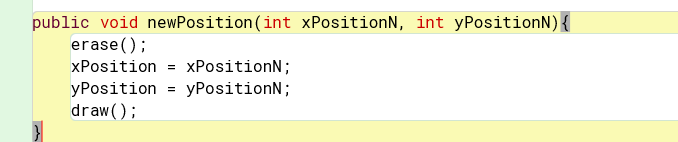 public void newPosition(int xPositionN, int yPositionN){
erase();
xPosition = xPositionN;
yPosition = yPositionN;
draw();
}